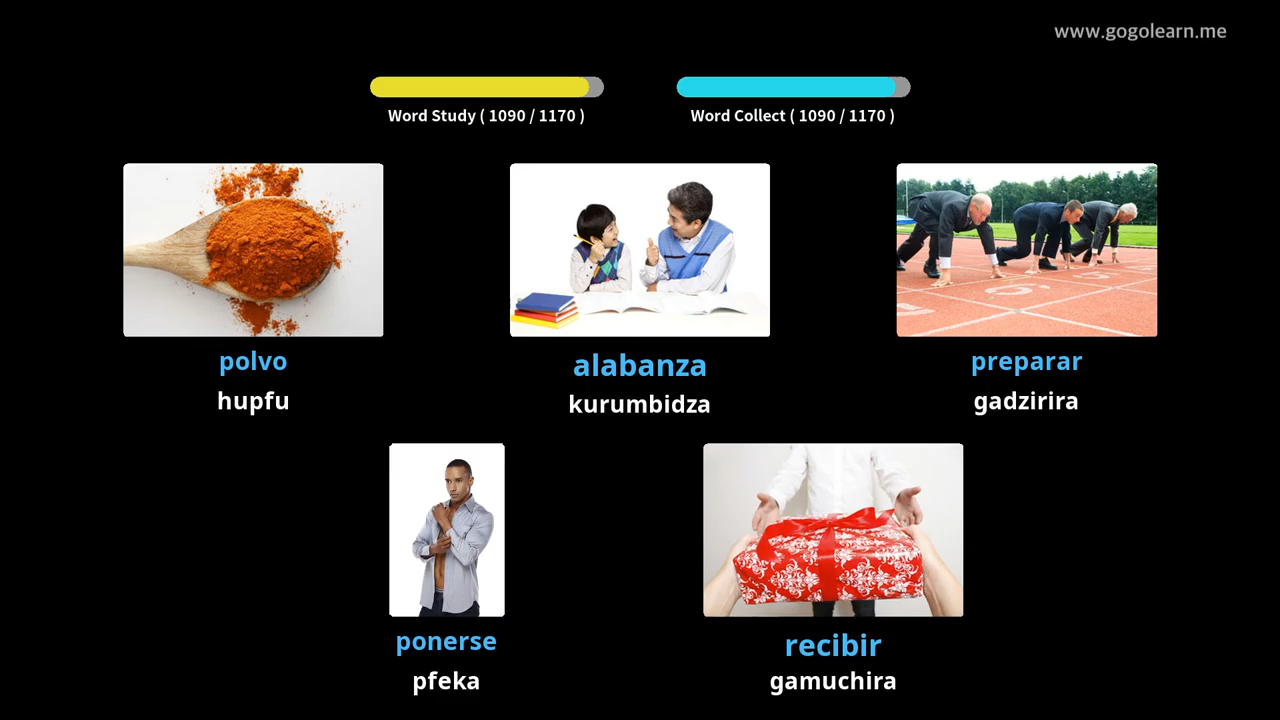 www.gogolearn.me
Word Study ( 1090 / 1170 )
Word Collect ( 1090 / 1170 )
polvo
hupfu
alabanza
kurumbidza
preparar
gadzirira
ponerse
pfeka
recibir
gamuchira